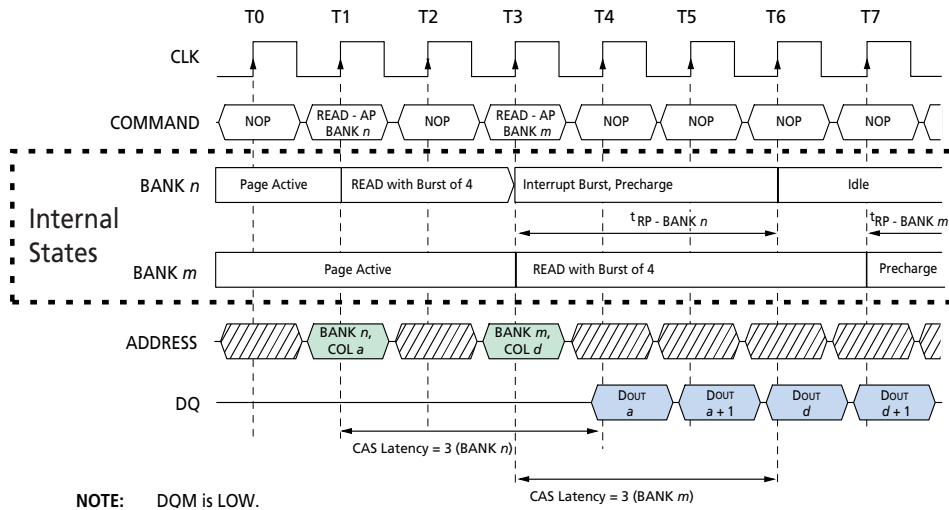 T0 T1 T2 T3 T4 T5 T6 T7
CLK
COMMAND NOP READ - AP BANK n NOP READ - AP BANK m NOP NOP NOP NOP
Internal States
BANK n Page Active READ with Burst of 4 Interrupt Burst, Precharge Idle
tRP - BANK n tRP - BANK m
BANK m Page Active READ with Burst of 4 Precharge
ADDRESS BANK n, COL a BANK m, COL d
DQ DOUT a DOUT a + 1 DOUT d DOUT d + 1
CAS Latency = 3 (BANK n)
CAS Latency = 3 (BANK m)
NOTE: DQM is LOW.